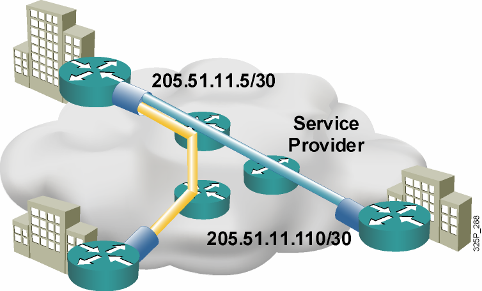 205.51.11.5/30
Service
Provider
205.51.11.110/30
325P_268